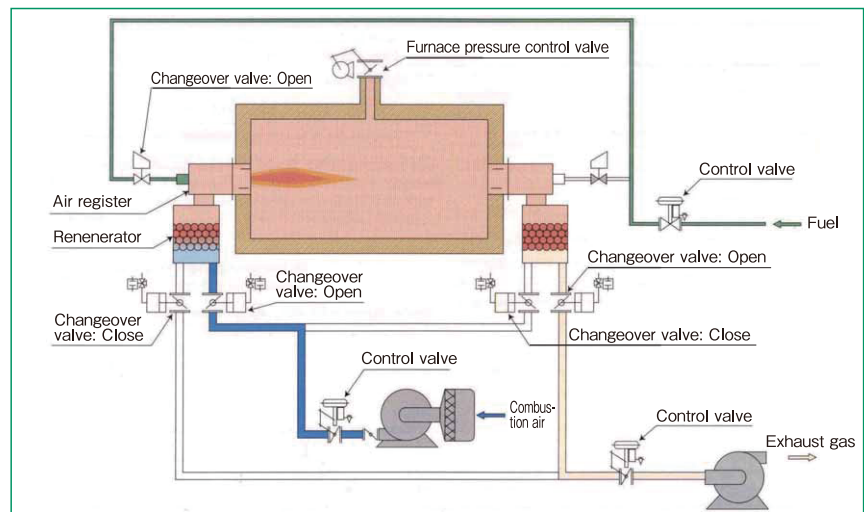 Furnace pressure control valve
Changeover valve: Open
Control valve
Air register
Fuel
Renenerator
Changeover
valve: Open
Changeover valve: Open
Changeover
valve: Close
Changeover valve: Close
Control valve
Combus-
tion air
Control valve
Exhaust gas